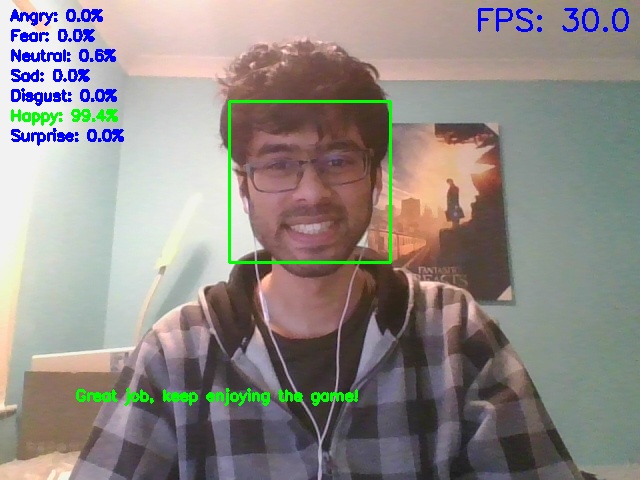 Angry: 0.0%
Fear: 0.0%
Neutral: 0.6%
Sad: 0.0%
Disgust: 0.0%
Happy: 99.4%
Surprise: 0.0%
FPS: 30.0
FANTASTIC
BEASTS
Great job, keep enjoying the game!